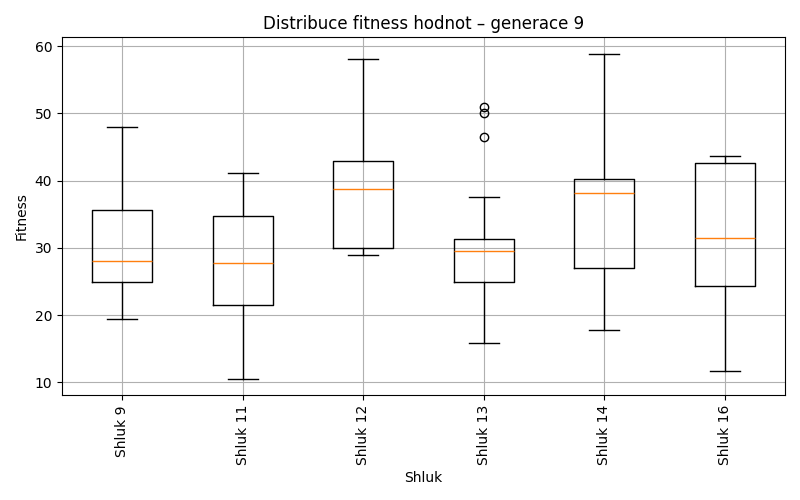 Distribuce fitness hodnot – generace 9
Fitness
60
50
40
30
20
10
Shluk 9
Shluk 11
Shluk 12
Shluk 13
Shluk 14
Shluk 16
Shluk